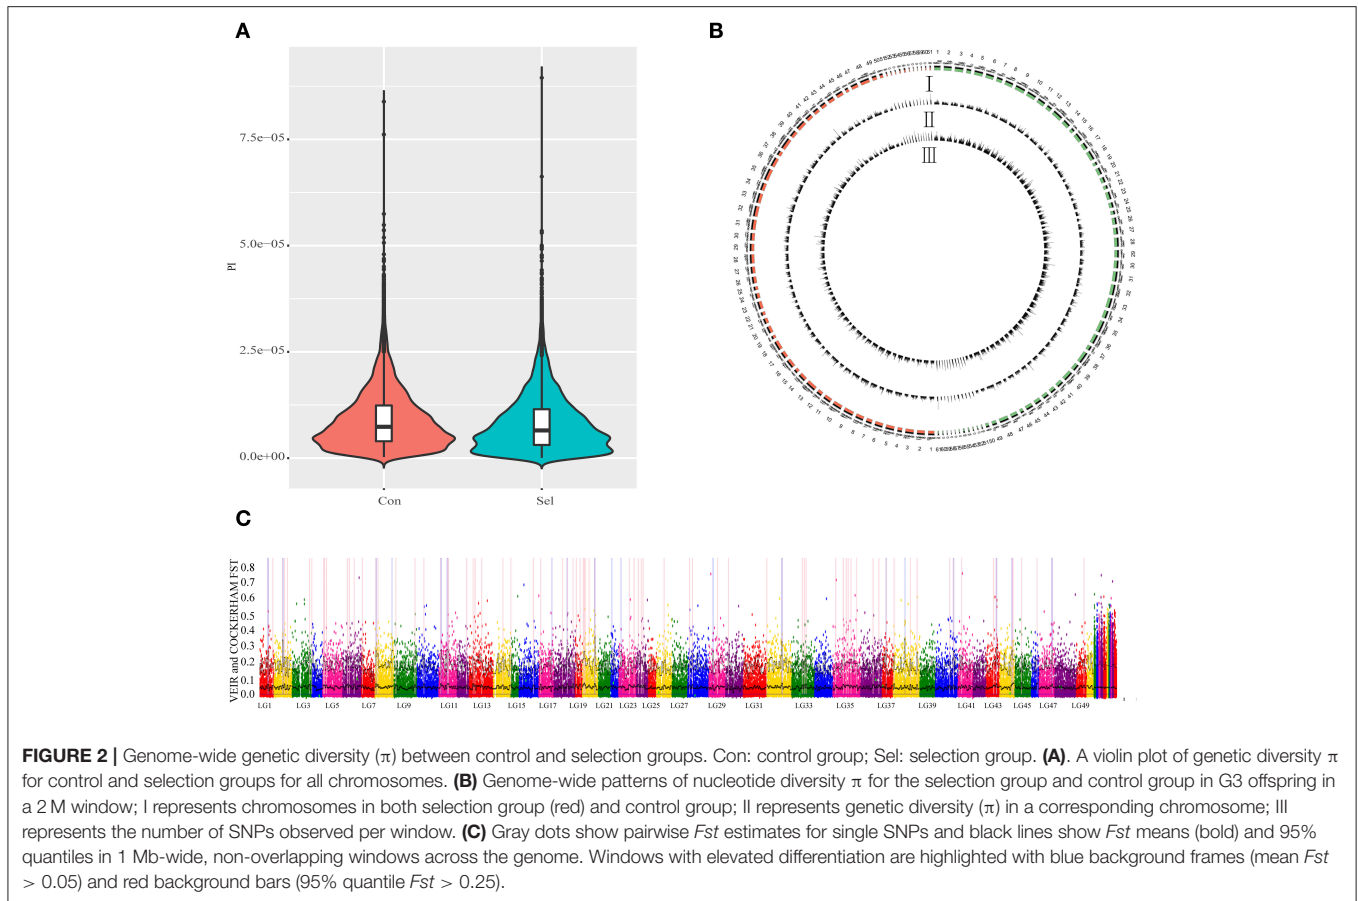 A
B
7.5e−05
5.0e−05
2.5e−05
0.0e+00
PI
Con
Sel
I
II
III
C
VEIR and COCKERHAM FST
0.8
0.7
0.6
0.5
0.4
0.3
0.2
0.1
0.0
LG1 LG3 LG5 LG7 LG9 LG11 LG13 LG15 LG17 LG19 LG21 LG23 LG25 LG27 LG29 LG31 LG33 LG35 LG37 LG39 LG41 LG43 LG45 LG47 LG49
FIGURE 2 | Genome-wide genetic diversity (π) between control and selection groups. Con: control group; Sel: selection group. (A). A violin plot of genetic diversity π
for control and selection groups for all chromosomes. (B) Genome-wide patterns of nucleotide diversity π for the selection group and control group in G3 offspring in
a 2 M window; I represents chromosomes in both selection group (red) and control group; II represents genetic diversity (π) in a corresponding chromosome; III
represents the number of SNPs observed per window. (C) Gray dots show pairwise Fst estimates for single SNPs and black lines show Fst means (bold) and 95%
quantiles in 1 Mb-wide, non-overlapping windows across the genome. Windows with elevated differentiation are highlighted with blue background frames (mean Fst
> 0.05) and red background bars (95% quantile Fst > 0.25).